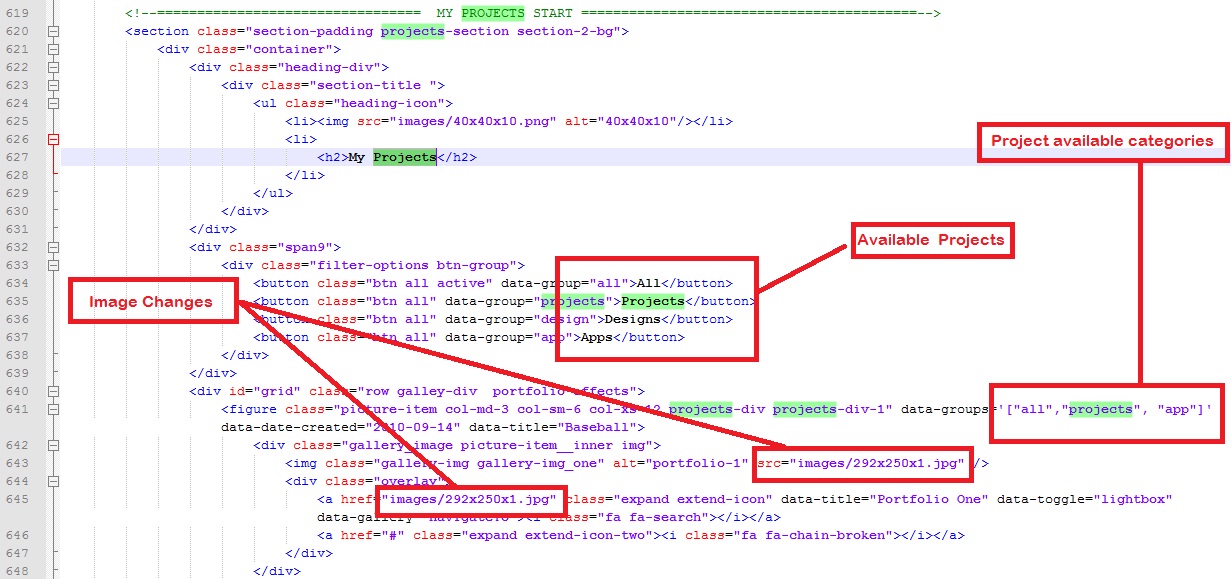 619 <!--================================= MY PROJECTS START ==========================================-->
620 <section class="section-padding projects-section section-2-bg">
621 <div class="container">
622 <div class="heading-div">
623 <div class="section-title ">
624 <ul class="heading-icon">
625 <li><img src="images/40x40x10.png" alt="40x40x10"/></li>
626 <li>
Project available categories
627 <h2>My Projects</h2>
628 </li>
629 </ul>
630 </div>
631 </div>
Available Projects
632 <div class="span9">
633 <div class="filter-options btn-group">
634 <button class="btn all active" data-group="all">All</button>
Image Changes
635 <button class="btn all" data-group="projects">Projects</button>
636 <button class="btn all" data-group="design">Designs</button>
637 <button class="btn all" data-group="app">Apps</button>
638 </div>
639 </div>
640 <div id="grid" class="row galley-div portfolio-effects">
641 <figure class="picture-item col-md-3 col-sm-6 col-xs-12 projects-div projects-div-1" data-groups='["all","projects", "app"]'
data-date-created="2010-09-14" data-title="Baseball">
642 <div class="gallery_image picture-item__inner img">
643 <img class="gallery-img gallery-img_one" alt="portfolio-1" src="images/292x250x1.jpg" />
644 <div class="overlay">
645 <a href="images/292x250x1.jpg" class="expand extend-icon" data-title="Portfolio One" data-toggle="lightbox"
data-gallery="navigateTo"><i class="fa fa-search"></i></a>
646 <a href="#" class="expand extend-icon-two"><i class="fa fa-chain-broken"></i></a>
647 </div>
648 </div>